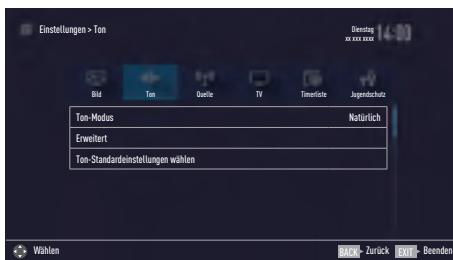 Einstellungen > Ton
Dienstag
xx xxx xxxx
14:00
Bild Ton Quelle TV Timerliste Jugendschutz
Ton-Modus Natürlich
Erweitert
Ton-Standardeinstellungen wählen
Wählen BACK Zurück EXIT Beenden